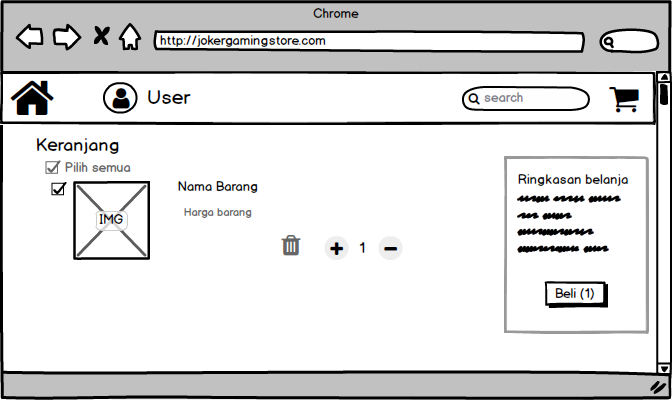 Chrome
http://jokergamingstore.com
User
search
Keranjang
Pilih semua
IMG
Nama Barang
Harga barang
1
Ringkasan belanja
Beli (1)